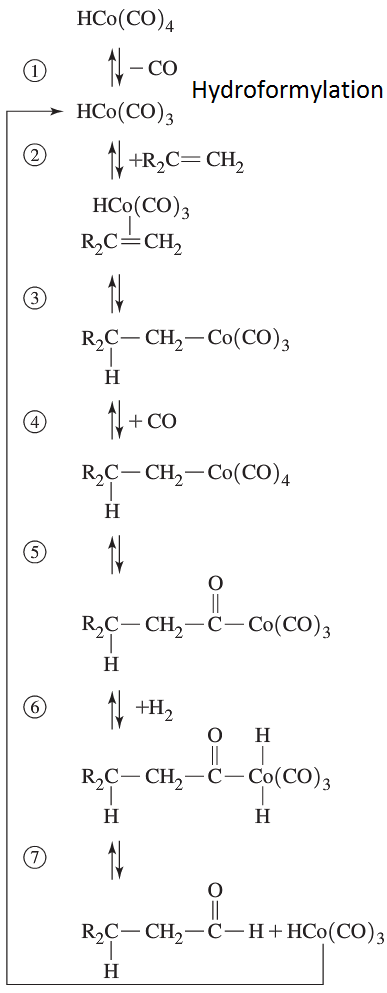 HCo(CO)₄
① − CO
Hydroformylation
HCo(CO)₃
② +R₂C=CH₂
HCo(CO)₃
R₂C=CH₂
③
R₂C—CH₂—Co(CO)₃
H
④ + CO
R₂C—CH₂—Co(CO)₄
H
⑤
O
R₂C—CH₂—C—Co(CO)₃
H
⑥ +H₂
O H
R₂C—CH₂—C—Co(CO)₃
H H
⑦
O
R₂C—CH₂—C—H + HCo(CO)₃
H